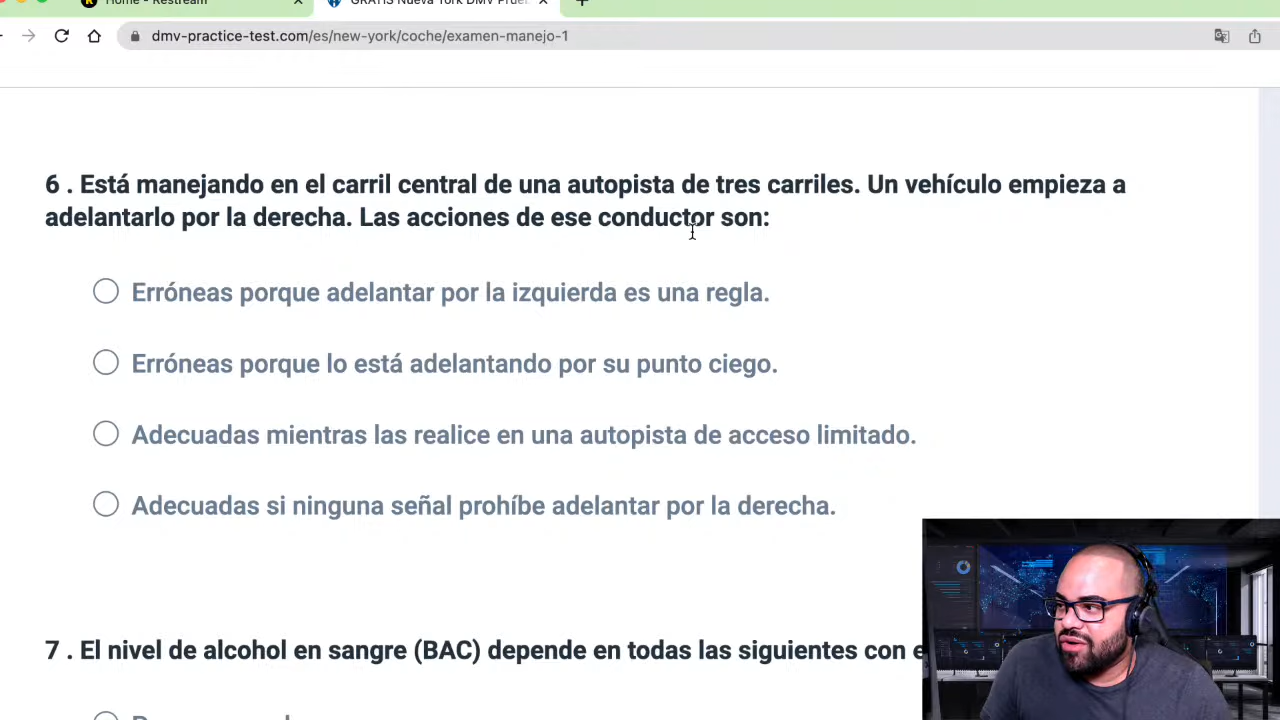 Home - Restream
GRATIS Nueva York DMV
dmv-practice-test.com/es/new-york/coche/examen-manejo-1
6 . Está manejando en el carril central de una autopista de tres carriles. Un vehículo empieza a
adelantarlo por la derecha. Las acciones de ese conductor son:
Erróneas porque adelantar por la izquierda es una regla.
Erróneas porque lo está adelantando por su punto ciego.
Adecuadas mientras las realice en una autopista de acceso limitado.
Adecuadas si ninguna señal prohíbe adelantar por la derecha.
7 . El nivel de alcohol en sangre (BAC) depende en todas las siguientes con